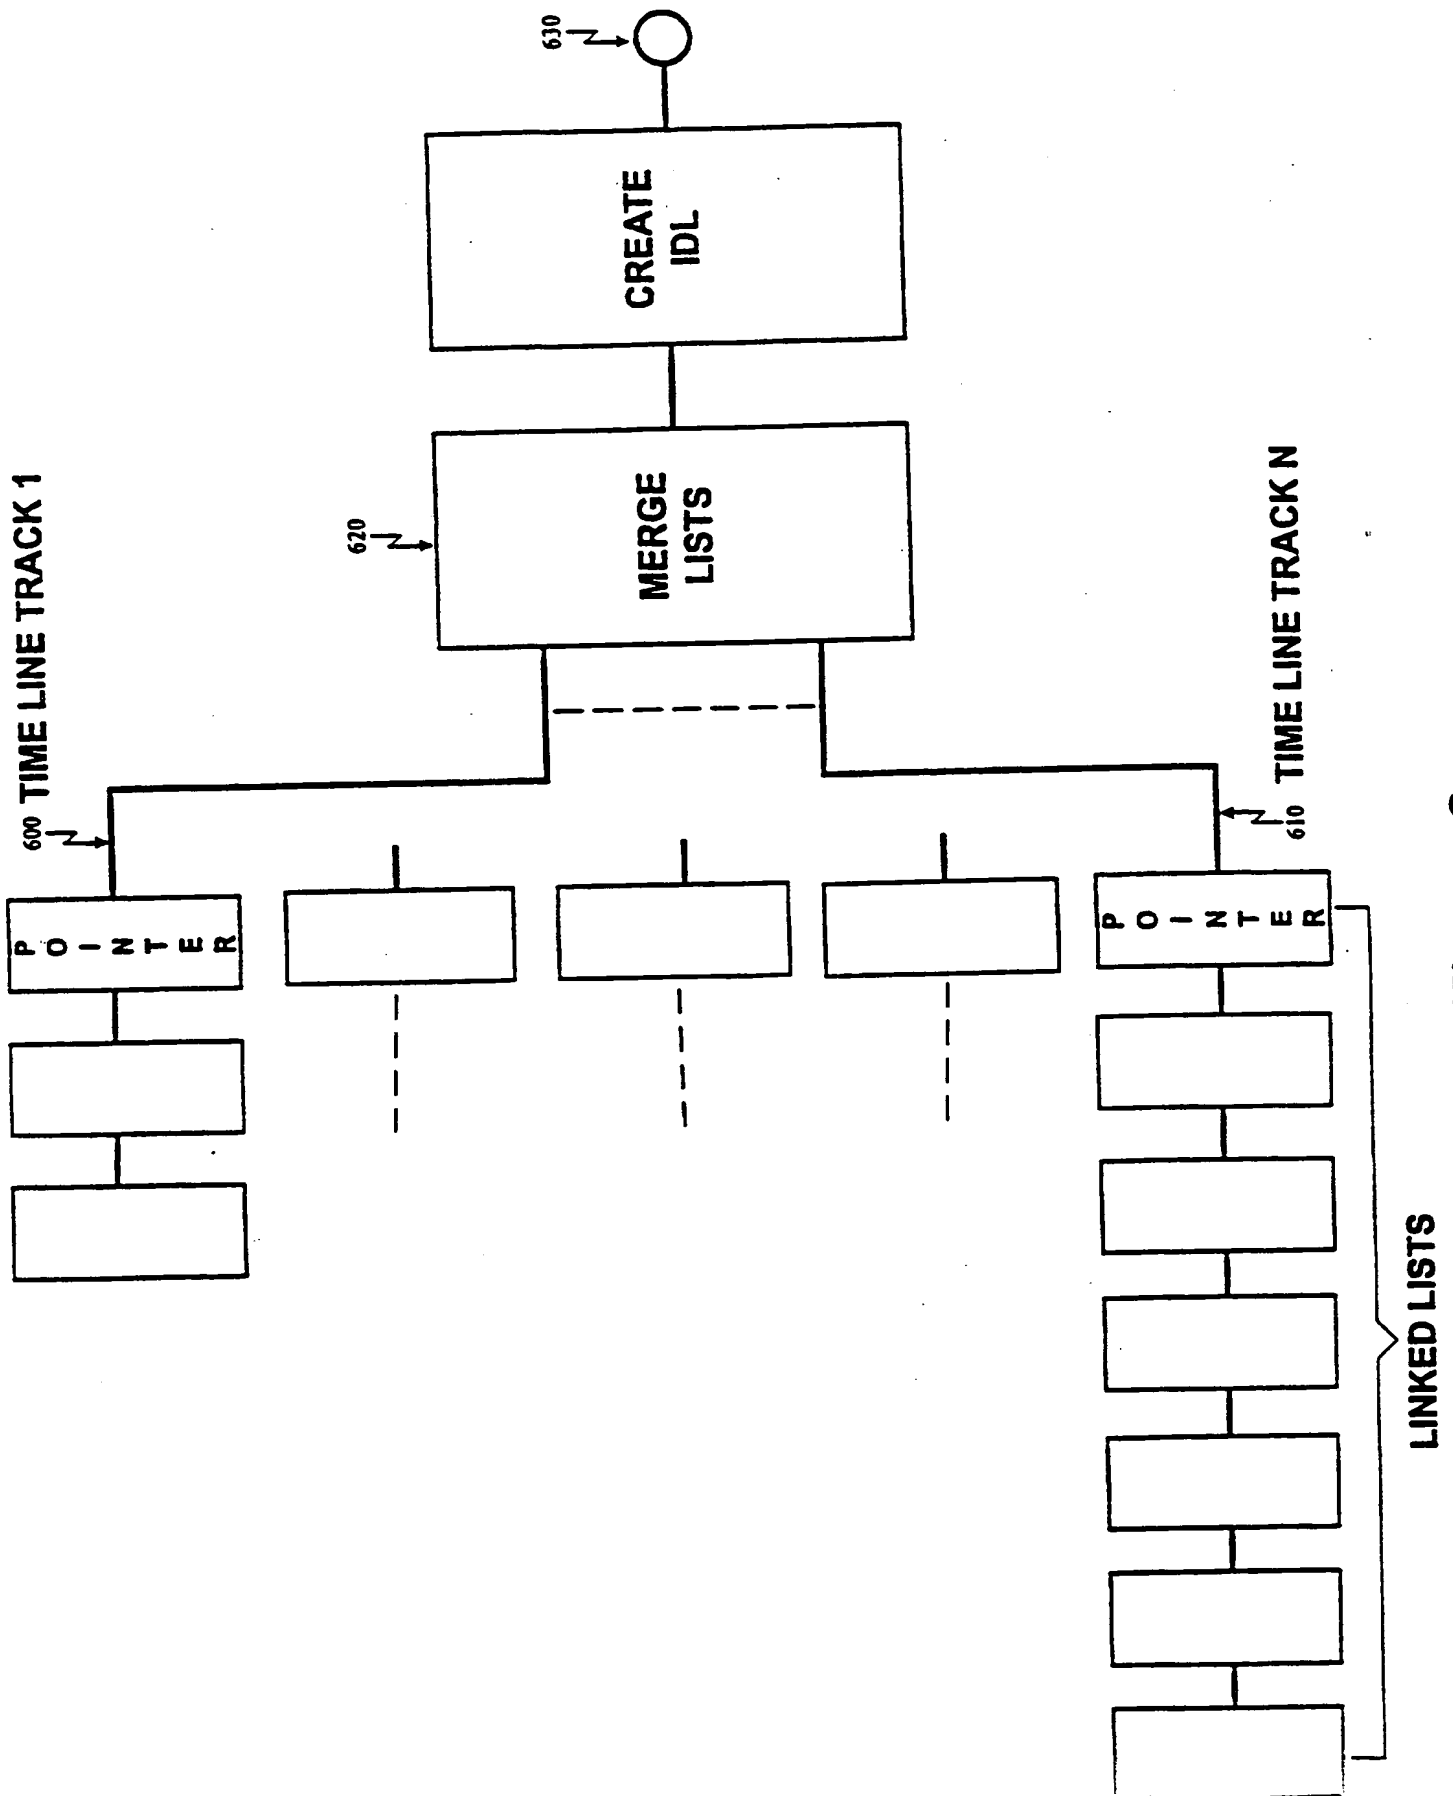 600 TIME LINE TRACK 1
POINTER
620
MERGE
LISTS
CREATE
IDL
630
POINTER
610 TIME LINE TRACK N
LINKED LISTS